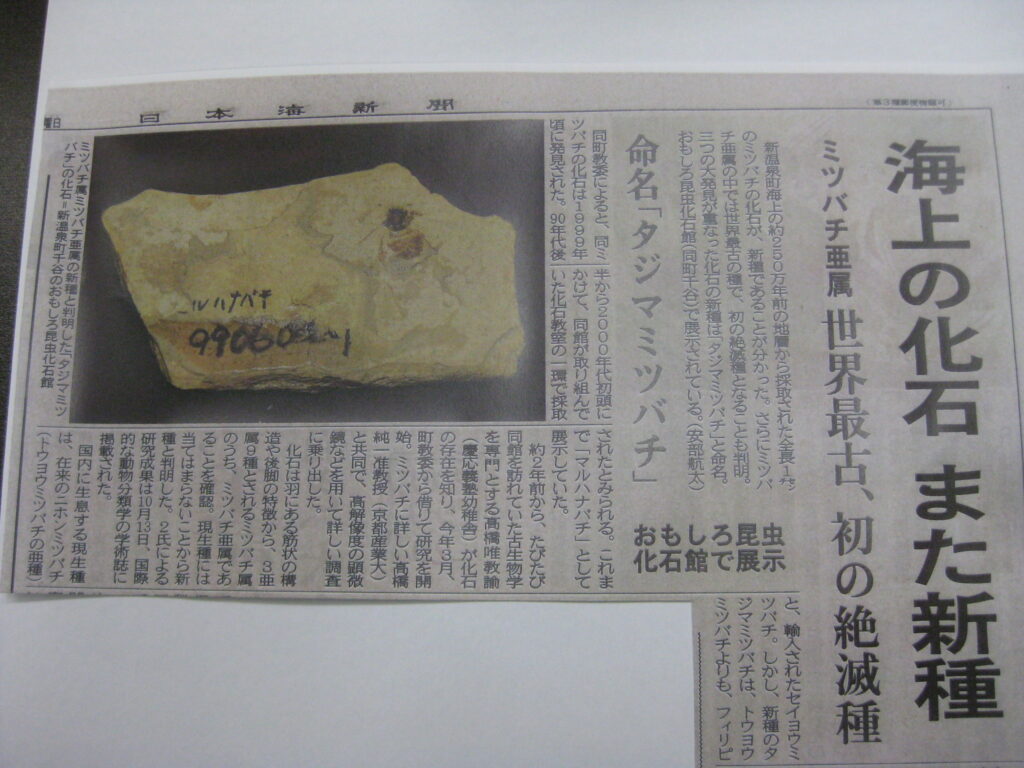 日本海新聞
(第3種郵便物認可)
曜日
海上の化石 また新種
ミツバチ亜属 世界最古、初の絶滅種
命名「タジマミツバチ」
おもしろ昆虫
化石館で展示
新温泉町海上の約250万年前の地層から採取された全長1㌢
のミツバチの化石が、新種であることが分かった。さらにミツバ
チ亜属の中では世界最古の種で、初の絶滅種となることも判明。
三つの大発見が重なった化石の新種は「タジマミツバチ」と命名。
おもしろ昆虫化石館(同町千谷)で展示されている。(安部航太)
同町教委によると、同ミ
ツバチの化石は1999年
頃に発見された。90年代後
半から2000年代初頭に
かけて、同館が取り組んで
いた化石教室の一環で採取
されたとみられる。これま
で「マルハナバチ」として
展示していた。
約2年前から、たびたび
同館を訪れていた古生物学
を専門とする高橋唯教諭
(慶応義塾幼稚舎)が化石
の存在を知り、今年3月、
町教委から借りて研究を開
始。ミツバチに詳しい高橋
純一准教授(京都産業大)
と共同で、高解像度の顕微
鏡などを用いて詳しい調査
に乗り出した。
化石は羽にある筋状の構
造や後脚の特徴から、3亜
属9種とされるミツバチ属
のうち、ミツバチ亜属であ
ることを確認。現生種には
当てはまらないことから新
種と判明した。2氏による
研究成果は10月13日、国際
的な動物分類学の学術誌に
掲載された。
国内に生息する現生種
は、在来のニホンミツバチ
(トウヨウミツバチの亜種)
と、輸入されたセイヨウミ
ツバチ。しかし、新種のタ
ジマミツバチは、トウヨウ
ミツバチよりも、フィリピ
ルハナバチ
99060
ミツバチ属ミツバチ亜属の新種と判明した「タジマミツ
バチ」の化石=新温泉町千谷のおもしろ昆虫化石館